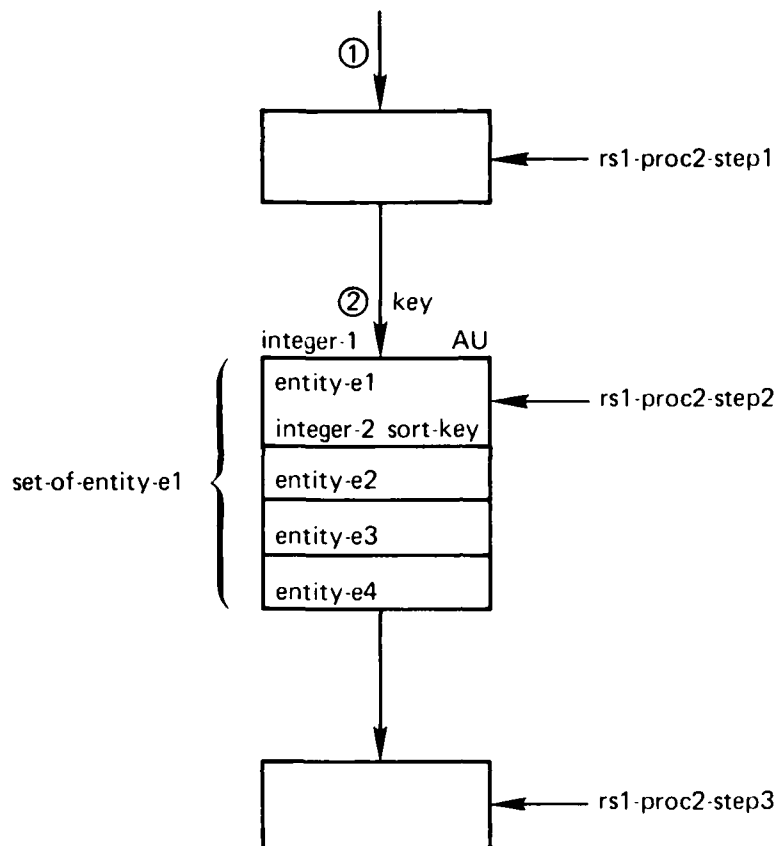 ①
rs1-proc2-step1
② key
integer-1 AU
entity-e1
rs1-proc2-step2
integer-2 sort-key
set-of-entity-e1
entity-e2
entity-e3
entity-e4
rs1-proc2-step3